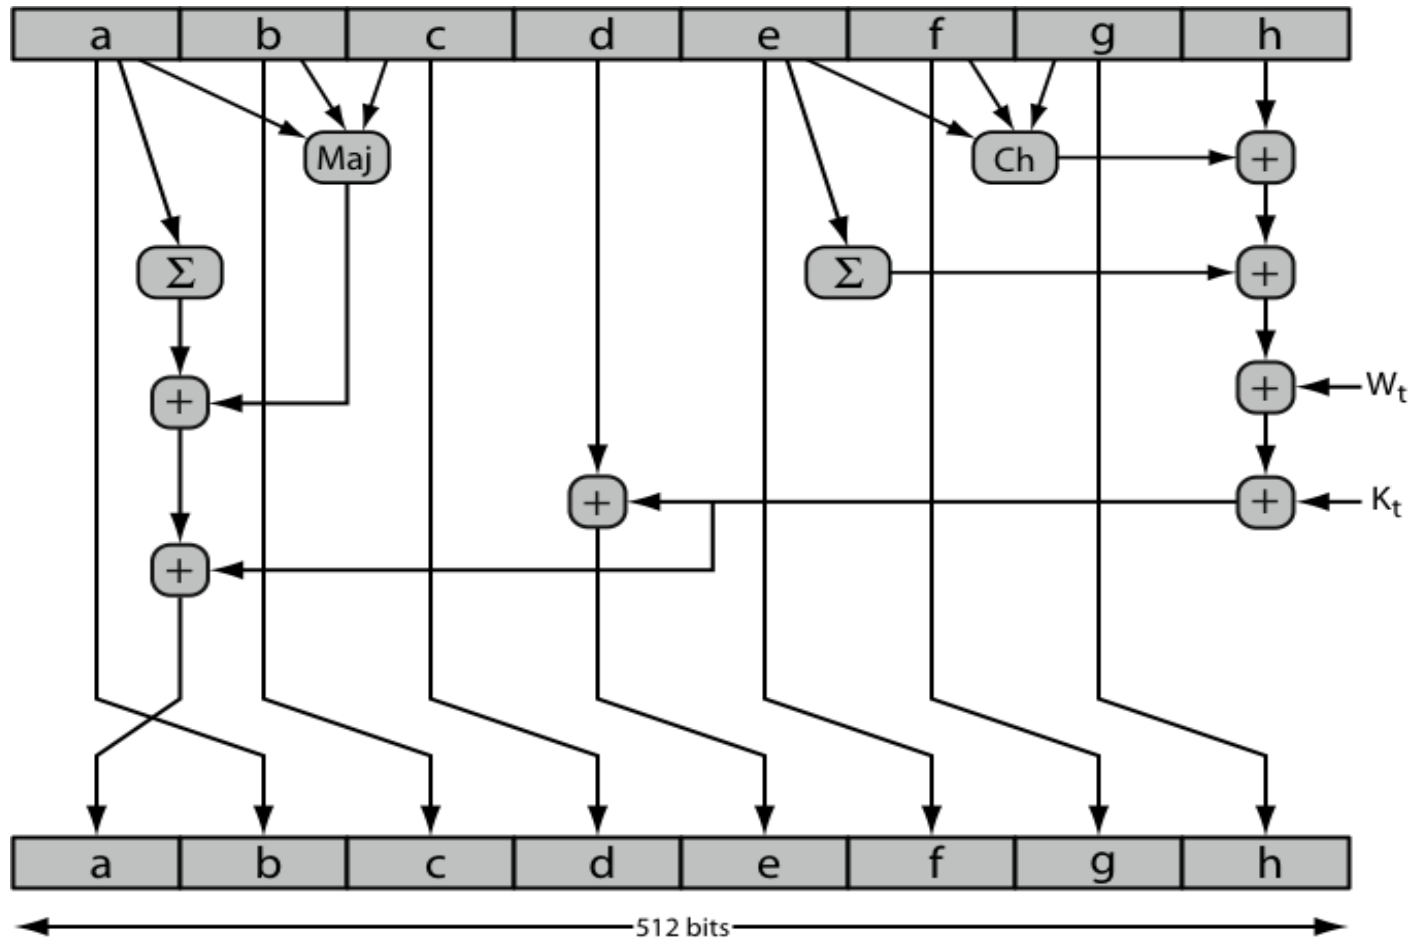 a b c d e f g h
Maj Ch +
Σ Σ +
+ + Wt
+ + Kt
+
a b c d e f g h
512 bits